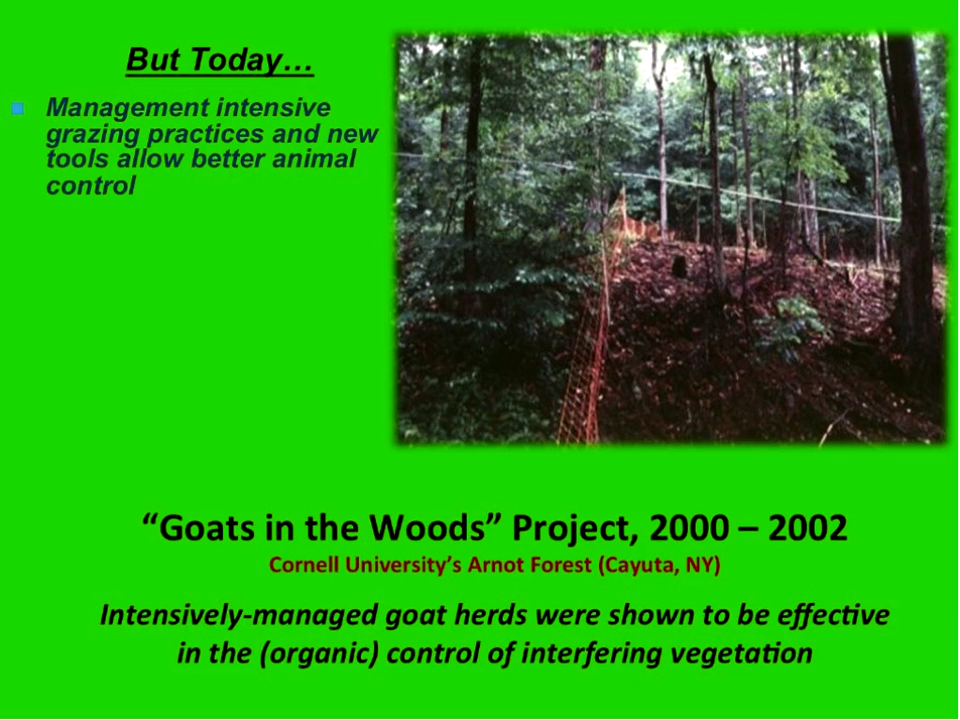 But Today…
Management intensive
grazing practices and new
tools allow better animal
control
“Goats in the Woods” Project, 2000 – 2002
Cornell University’s Arnot Forest (Cayuta, NY)
Intensively-managed goat herds were shown to be effective
in the (organic) control of interfering vegetation